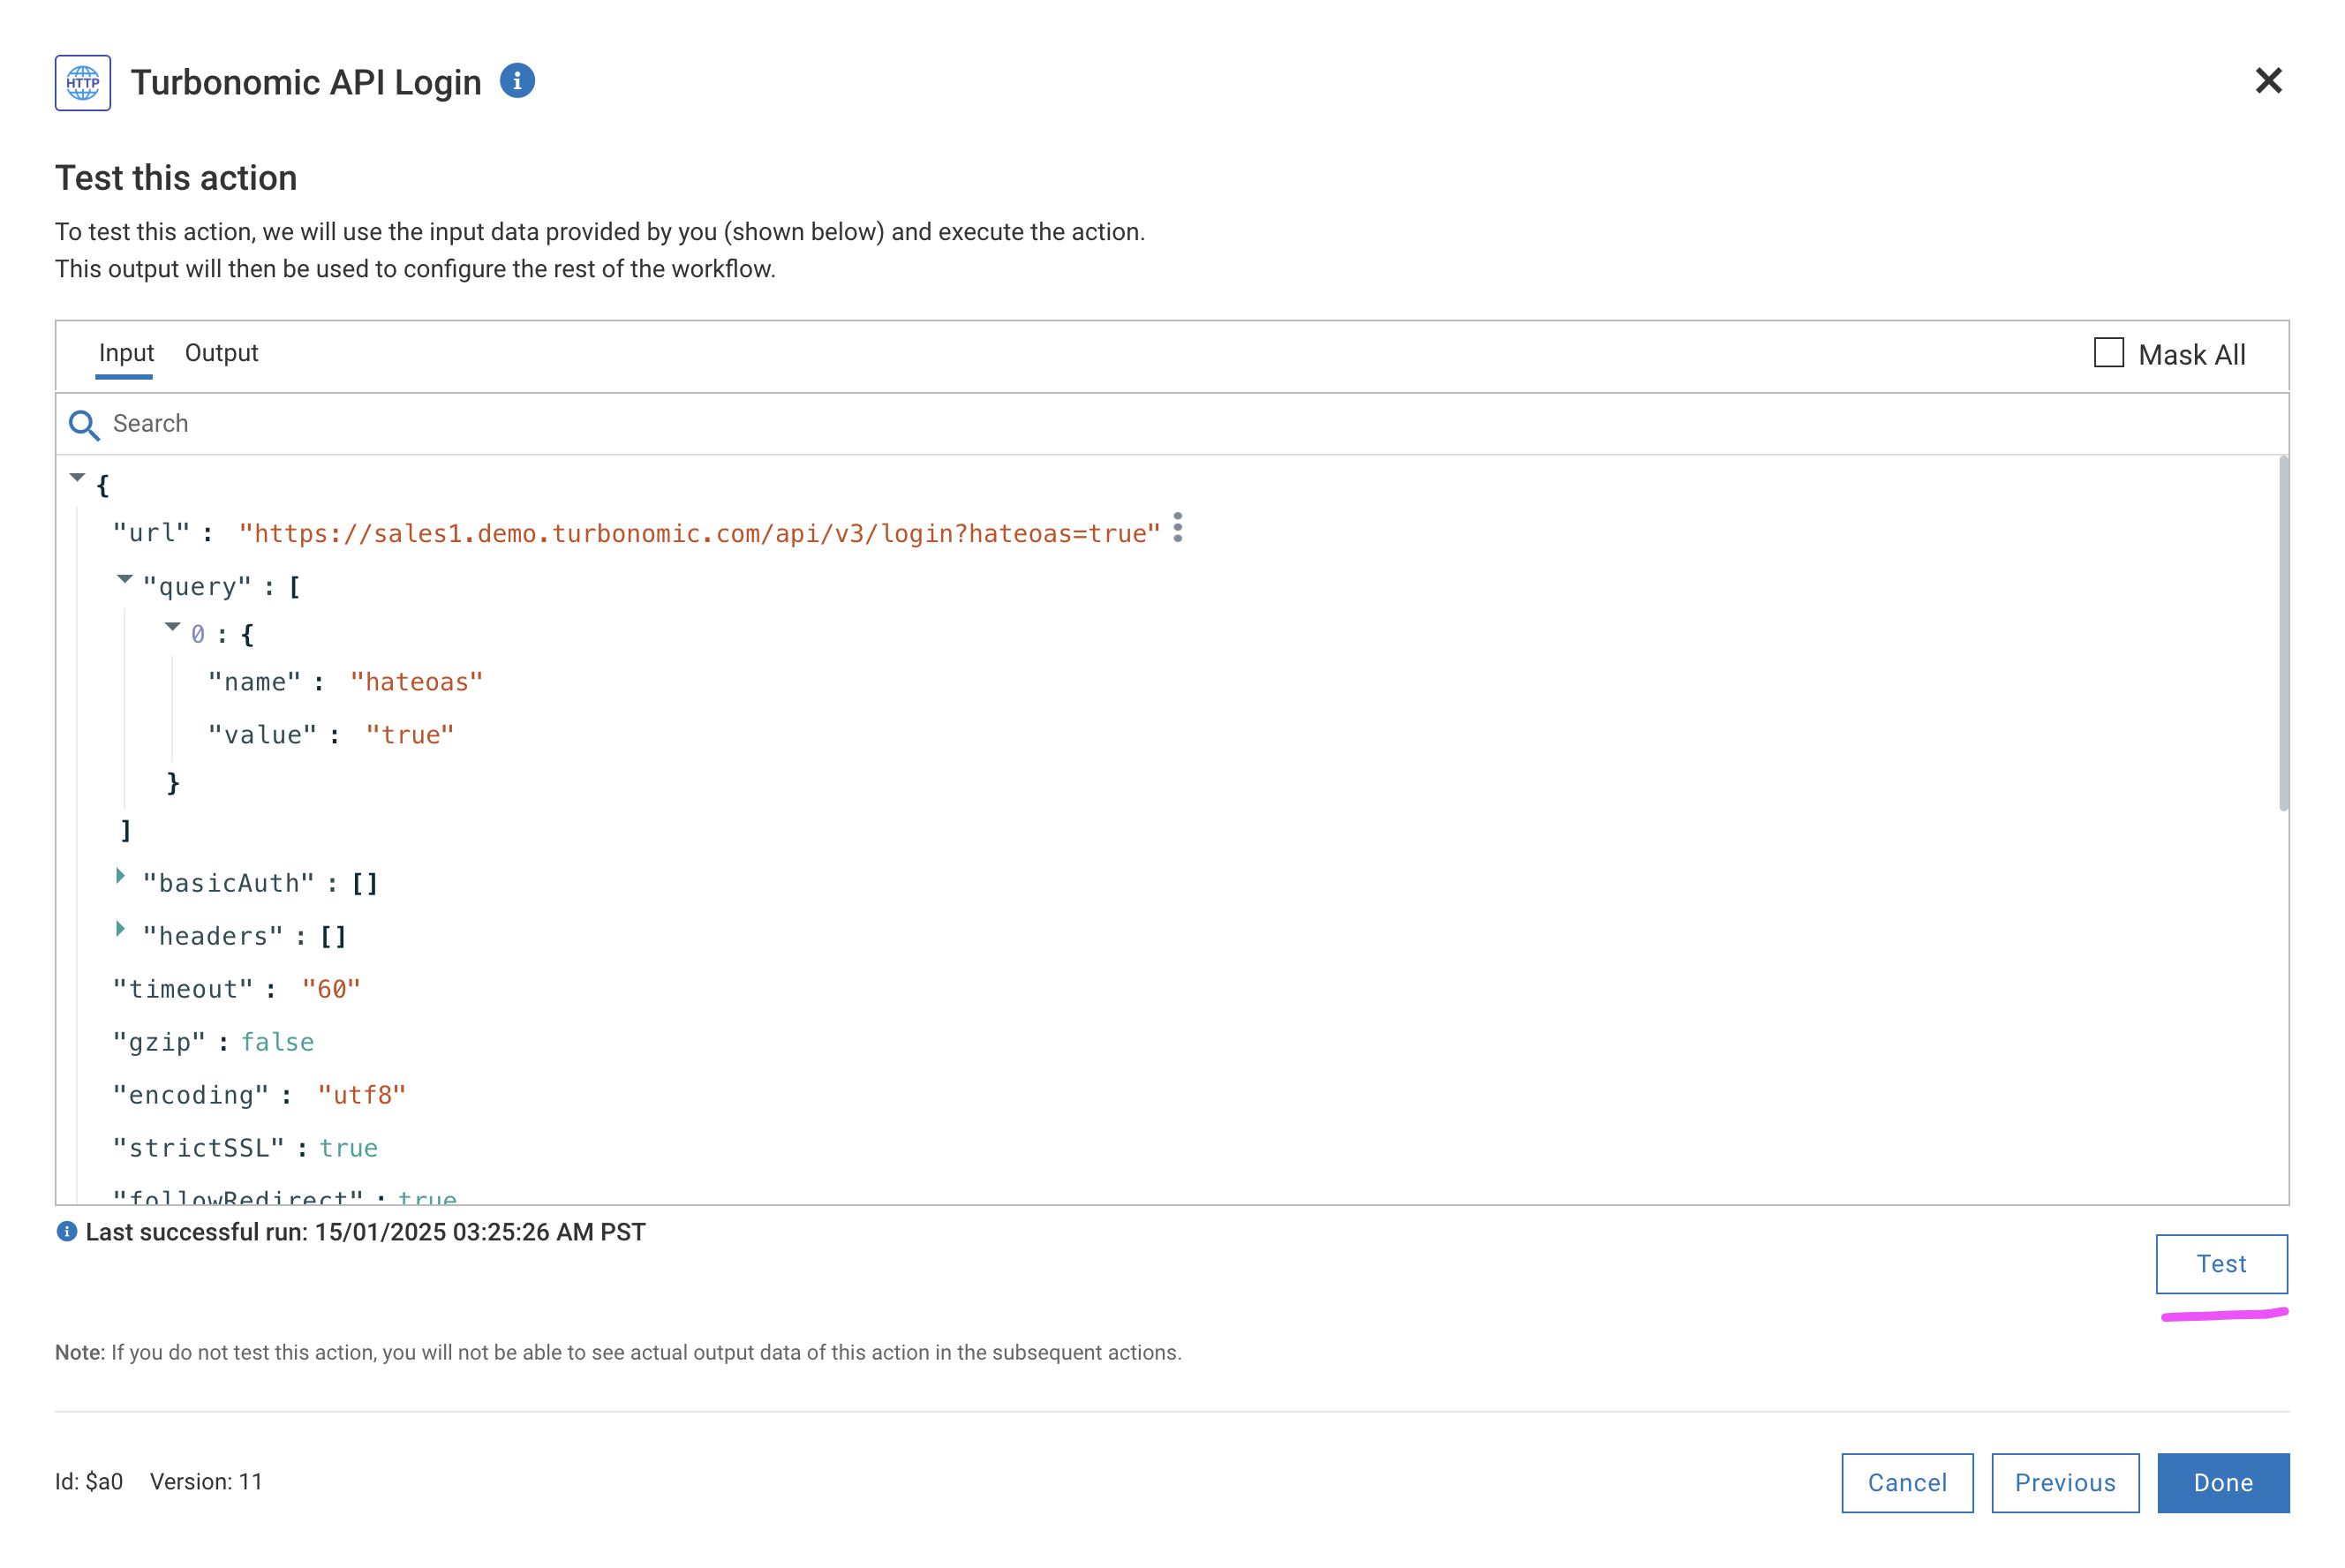 HTTP
Turbonomic API Login
Test this action
To test this action, we will use the input data provided by you (shown below) and execute the action.
This output will then be used to configure the rest of the workflow.
Input Output Mask All
Search
{
"url" : "https://sales1.demo.turbonomic.com/api/v3/login?hateoas=true"
"query" : [
0 : {
"name" : "hateoas"
"value" : "true"
}
]
"basicAuth" : []
"headers" : []
"timeout" : "60"
"gzip" : false
"encoding" : "utf8"
"strictSSL" : true
"followRedirect" : true
Last successful run: 15/01/2025 03:25:26 AM PST
Test
Note: If you do not test this action, you will not be able to see actual output data of this action in the subsequent actions.
Id: $a0 Version: 11
Cancel Previous Done